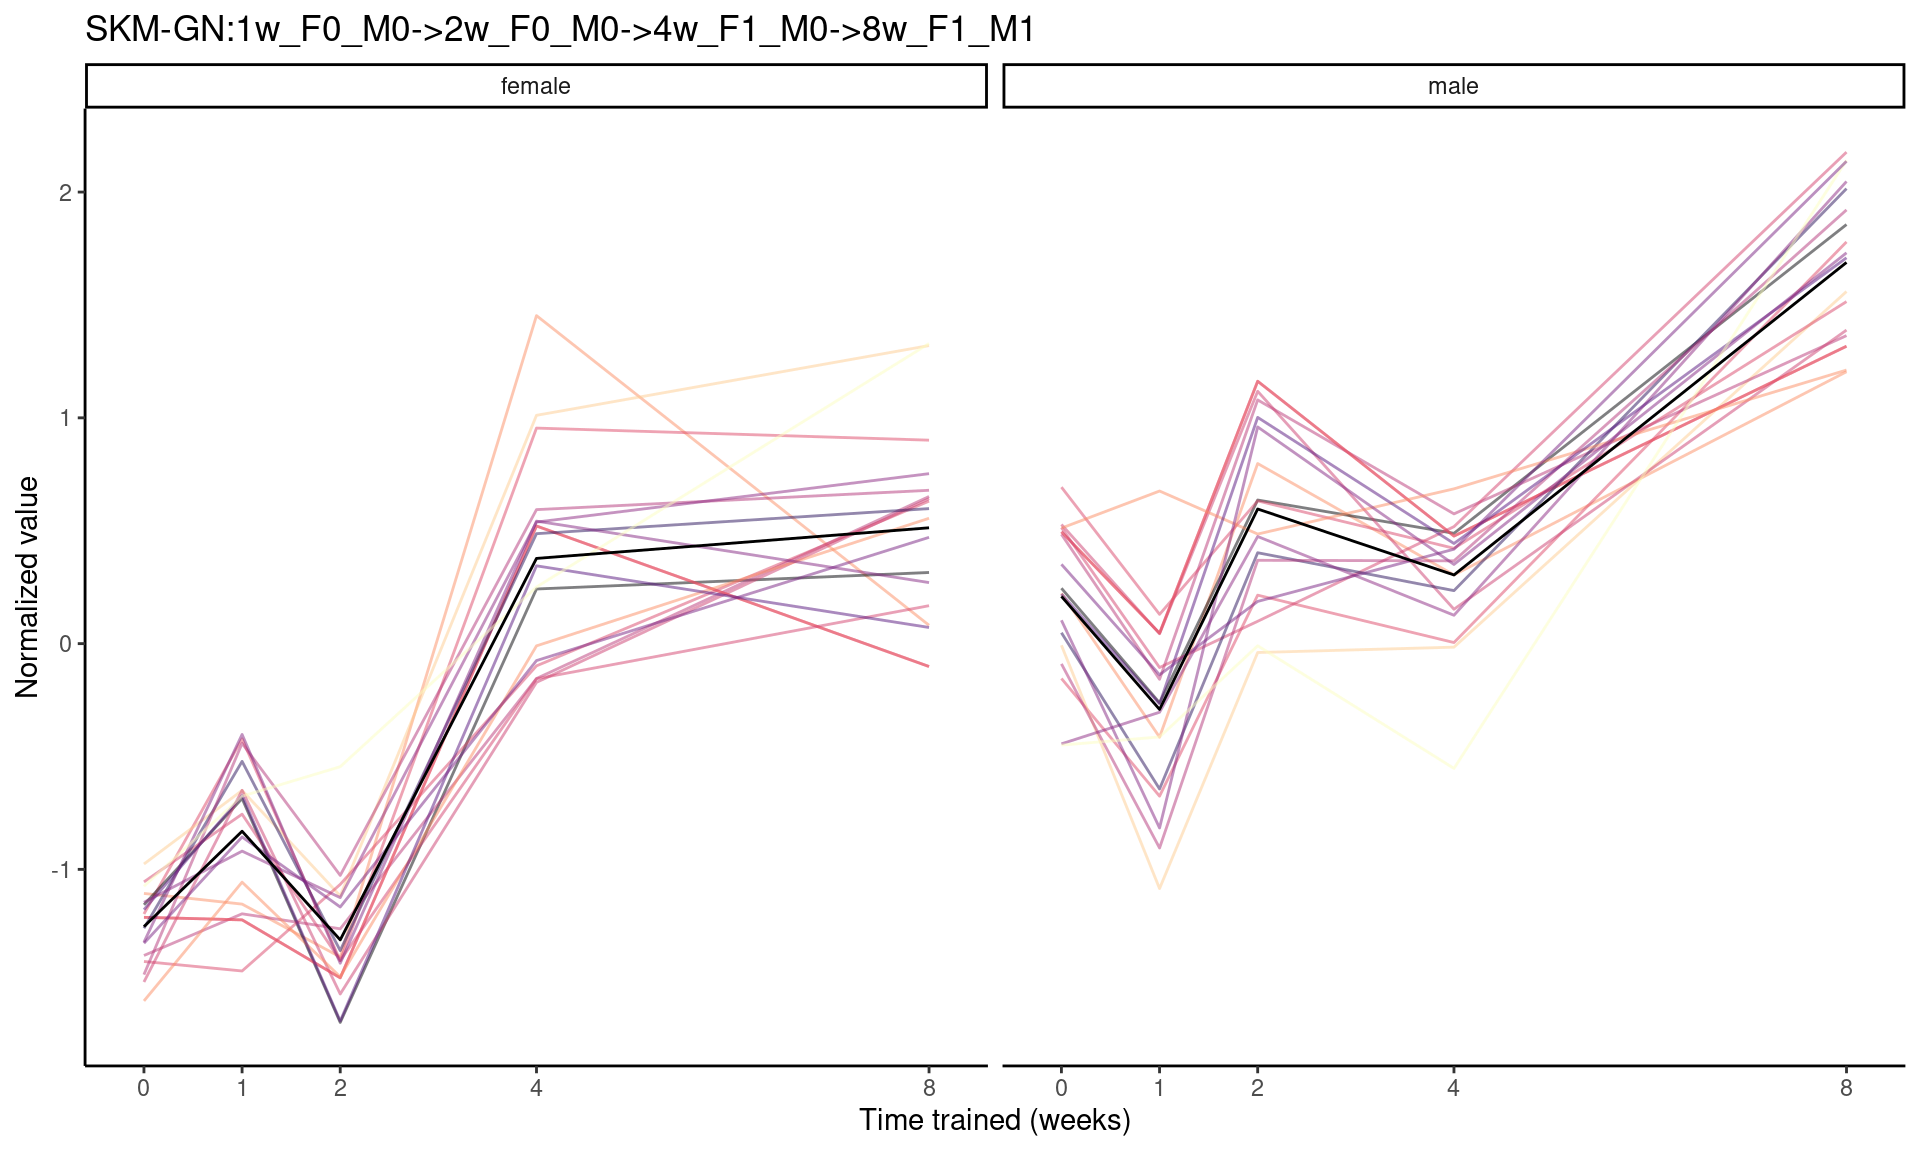 SKM-GN:1w_F0_M0->2w_F0_M0->4w_F1_M0->8w_F1_M1
female
male
Normalized value
2
1
0
-1
0 1 2 4 8
0 1 2 4 8
Time trained (weeks)